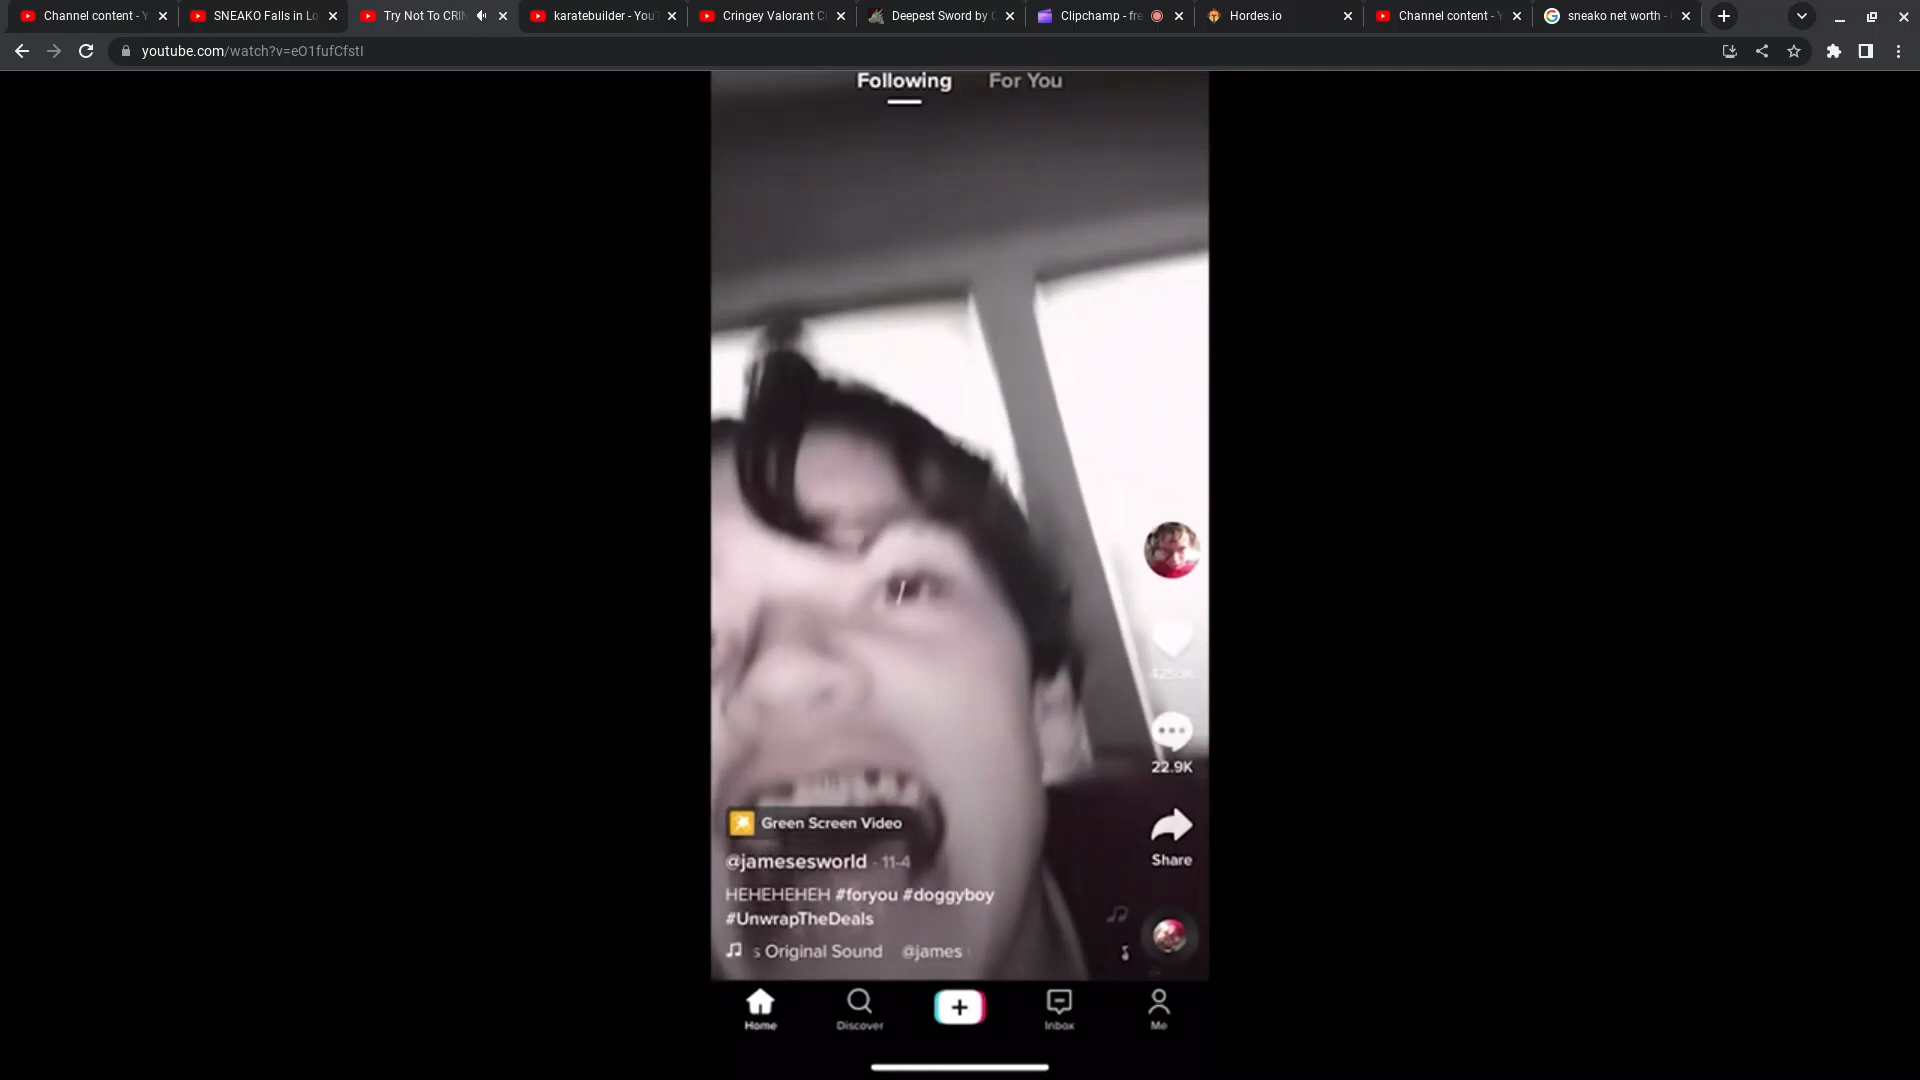 Channel content - Y
SNEAKO Falls in Lo
Try Not To CRIN
karatebuilder - YouT
Cringey Valorant C
Deepest Sword by
Clipchamp - fre
Hordes.io
Channel content - Y
sneako net worth -
youtube.com/watch?v=eO1fufCfstI
Following For You
22.9K
Share
Green Screen Video
@jamesesworld - 11-4
HEHEHEHEH #foryou #doggyboy
#UnwrapTheDeals
s Original Sound @james
Home Discover Inbox Me